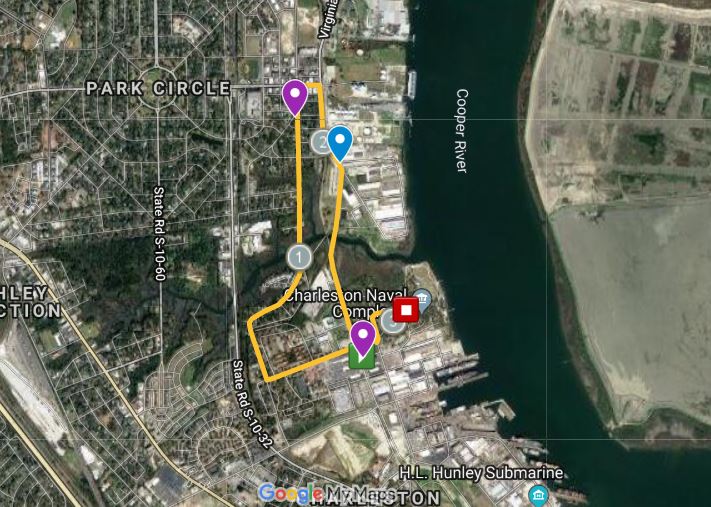 Virginia
PARK CIRCLE
Cooper River
2
State Rd S-10-60
1
HLEY
CTION
Charleston Naval
Compl
State Rd S-10-32
H.L. Hunley Submarine
Google My Maps